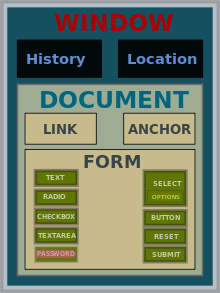 WINDOW
History Location
DOCUMENT
LINK ANCHOR
FORM
TEXT
RADIO
CHECKBOX
TEXTAREA
PASSWORD
SELECT
OPTIONS
BUTTON
RESET
SUBMIT